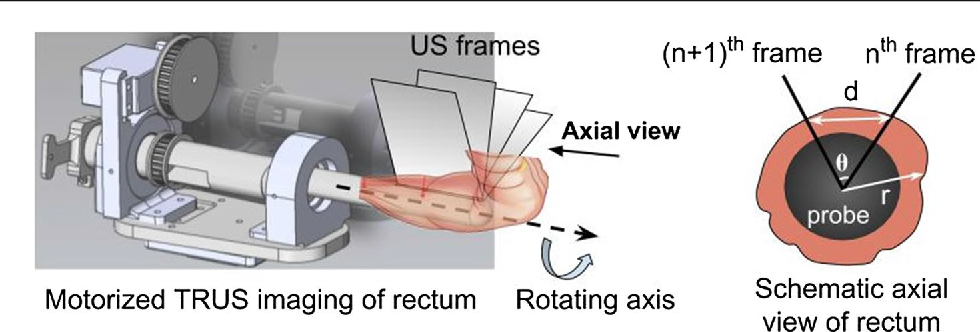 US frames
Axial view
Motorized TRUS imaging of rectum
Rotating axis
(n+1)th frame
nth frame
d
θ
r
probe
Schematic axial
view of rectum